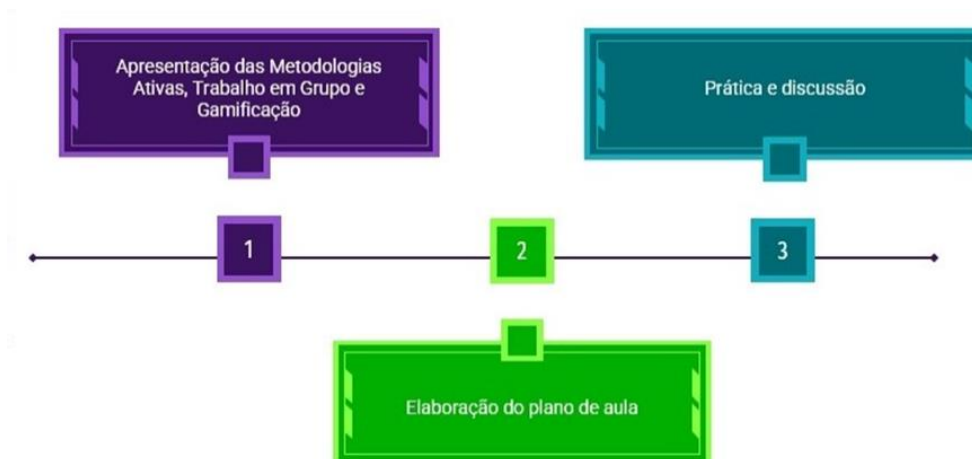 Apresentação das Metodologias
Ativas, Trabalho em Grupo e
Gamificação
Prática e discussão
1
2
3
Elaboração do plano de aula